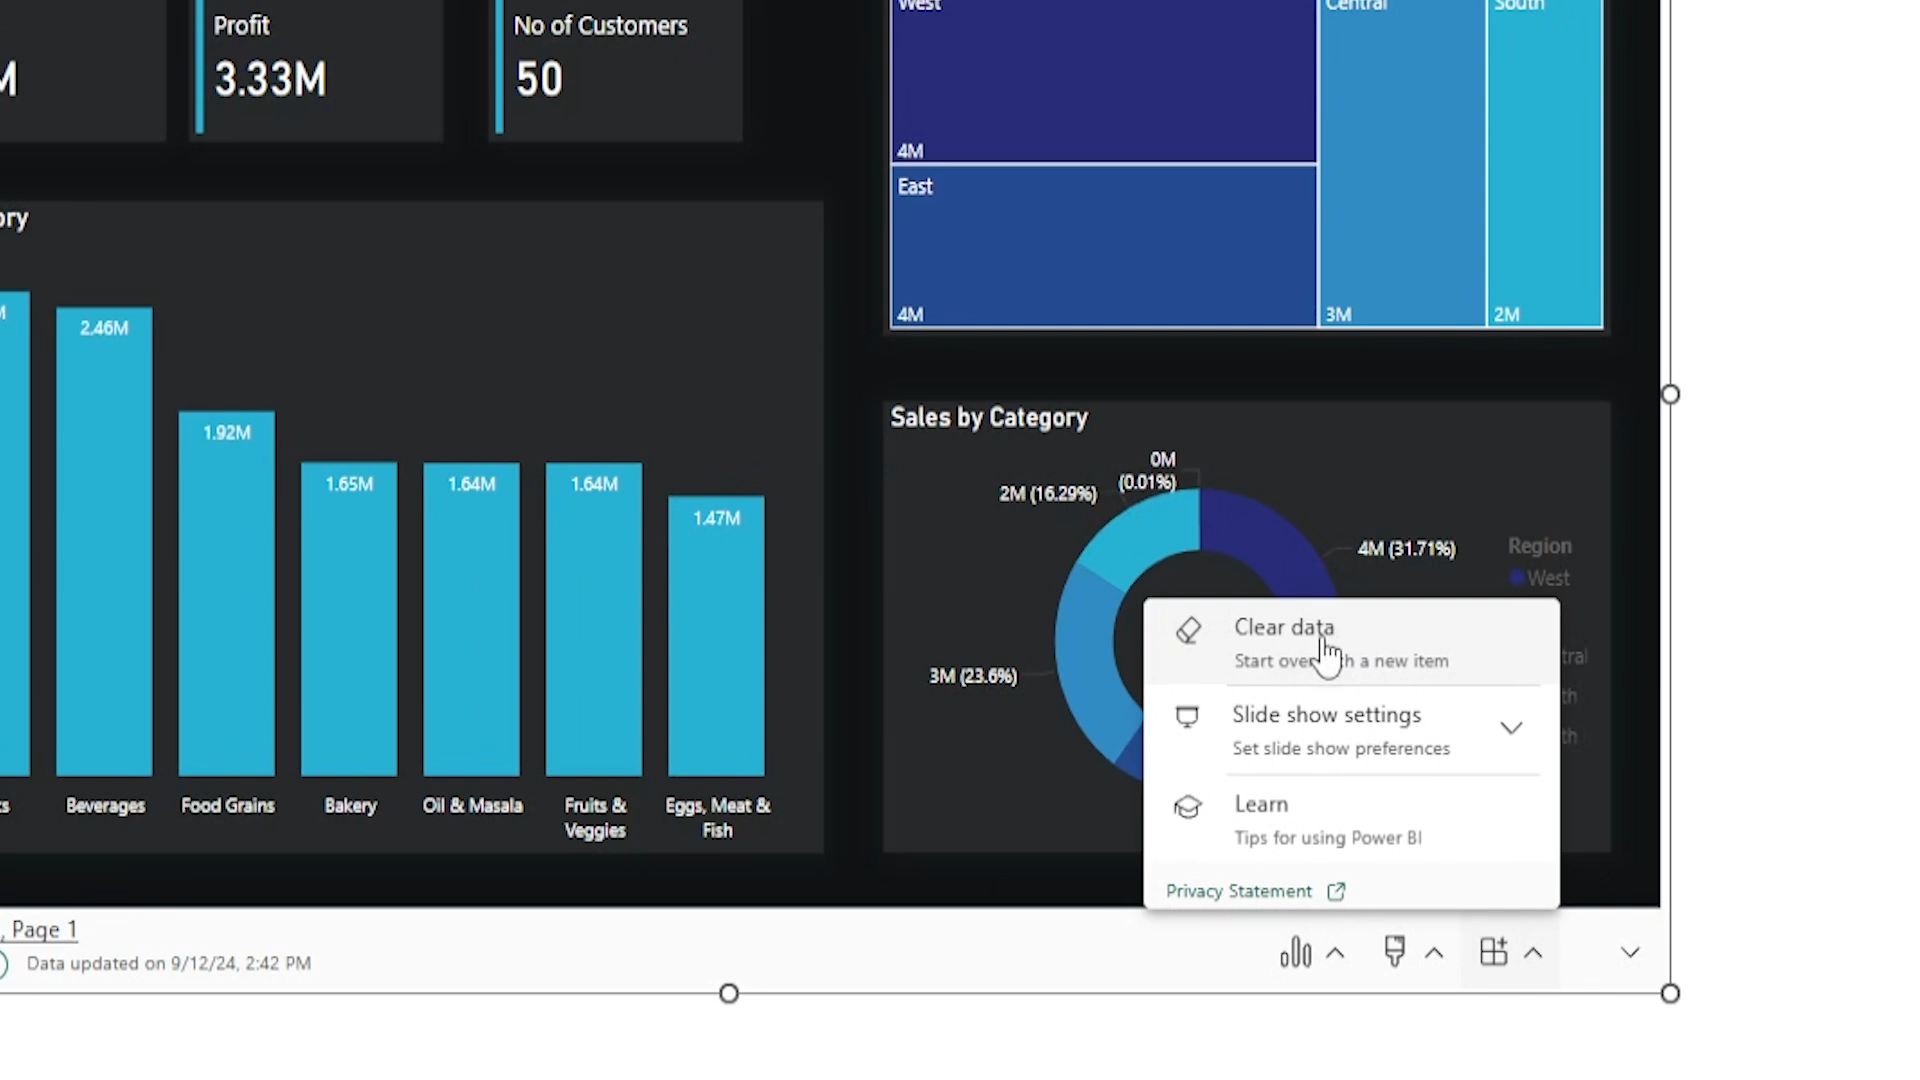 West
Central
South
Profit
No of Customers
3.33M
50
4M
East
4M
3M
2M
2.46M
1.92M
1.65M
1.64M
1.64M
1.47M
Beverages
Food Grains
Bakery
Oil & Masala
Fruits &
Veggies
Eggs, Meat &
Fish
Sales by Category
0M
(0.01%)
2M (16.29%)
4M (31.71%)
3M (23.6%)
Region
West
Clear data
Start over a new item
Slide show settings
Set slide show preferences
Learn
Tips for using Power BI
Privacy Statement
, Page 1
Data updated on 9/12/24, 2:42 PM